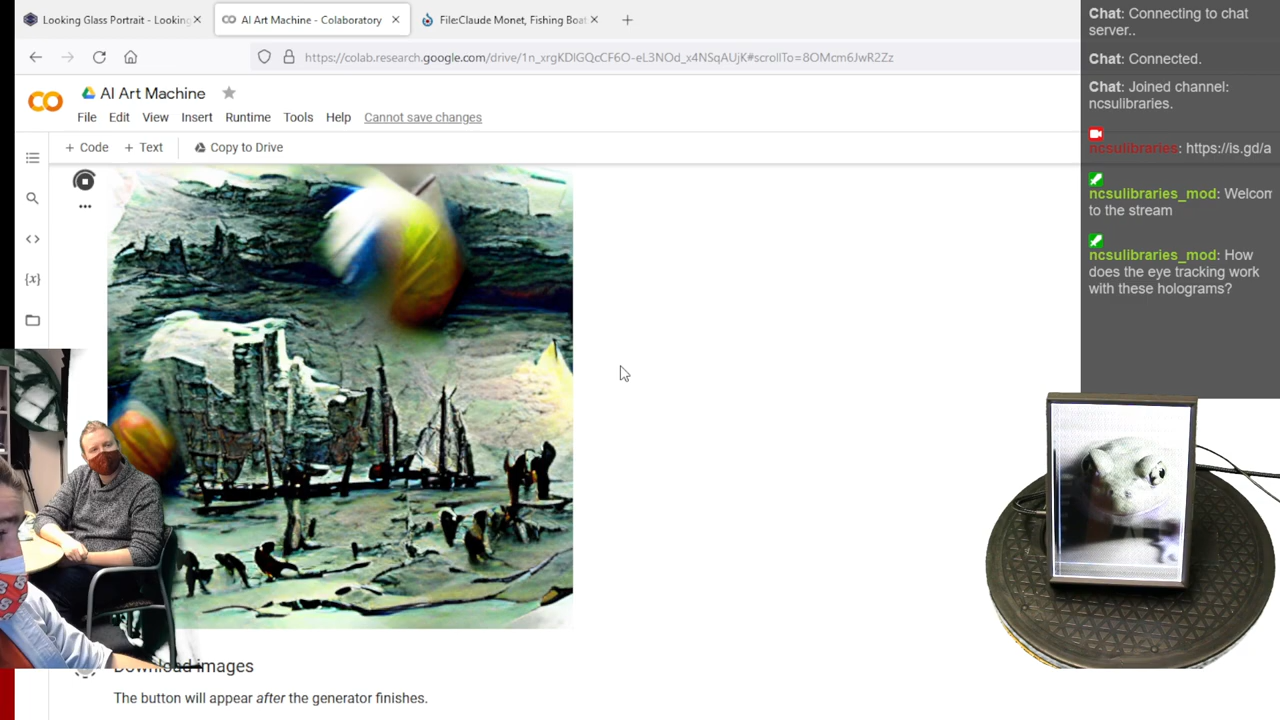 Looking Glass Portrait - Looking
AI Art Machine - Colaboratory
File:Claude Monet, Fishing Boat
https://colab.research.google.com/drive/1n_xrgKDlGQcCF6O-eL3NOd_x4NSqAUjK#scrollTo=8OMcm6JwR2Zz
AI Art Machine
File Edit View Insert Runtime Tools Help Cannot save changes
+ Code + Text Copy to Drive
Download images
The button will appear after the generator finishes.
Chat: Connecting to chat
server..
Chat: Connected.
Chat: Joined channel:
ncsulibraries.
ncsulibraries: https://is.gd/a
ncsulibraries_mod: Welcom
to the stream
ncsulibraries_mod: How
does the eye tracking work
with these holograms?